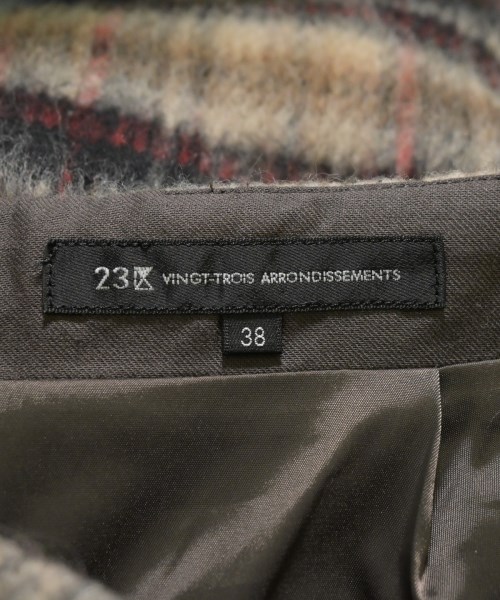 23区 VINGT-TROIS ARRONDISSEMENTS
38